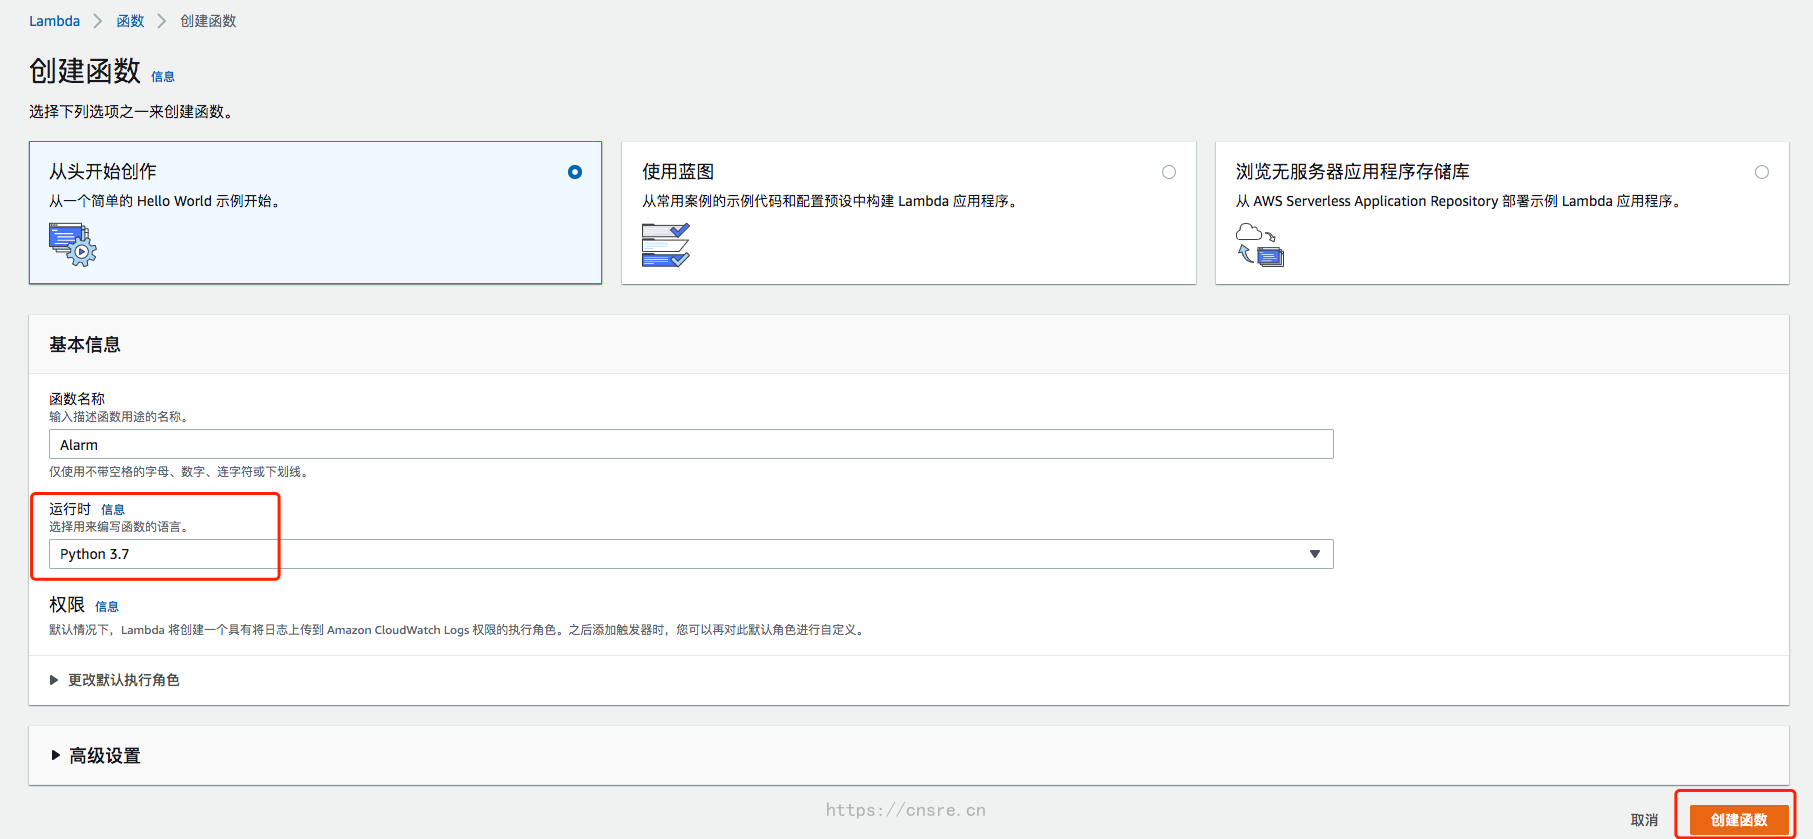 Lambda > 函数 > 创建函数
创建函数 信息
选择下列选项之一来创建函数。
从头开始创作
从一个简单的 Hello World 示例开始。
使用蓝图
从常用案例的示例代码和配置预设中构建 Lambda 应用程序。
浏览无服务器应用程序存储库
从 AWS Serverless Application Repository 部署示例 Lambda 应用程序。
基本信息
函数名称
输入描述函数用途的名称。
Alarm
仅使用不带空格的字母、数字、连字符或下划线。
运行时 信息
选择用来编写函数的语言。
Python 3.7
权限 信息
默认情况下，Lambda 将创建一个具有将日志上传到 Amazon CloudWatch Logs 权限的执行角色。之后添加触发器时，您可以再对此默认角色进行自定义。
更改默认执行角色
高级设置
https://cnsre.cn
取消
创建函数